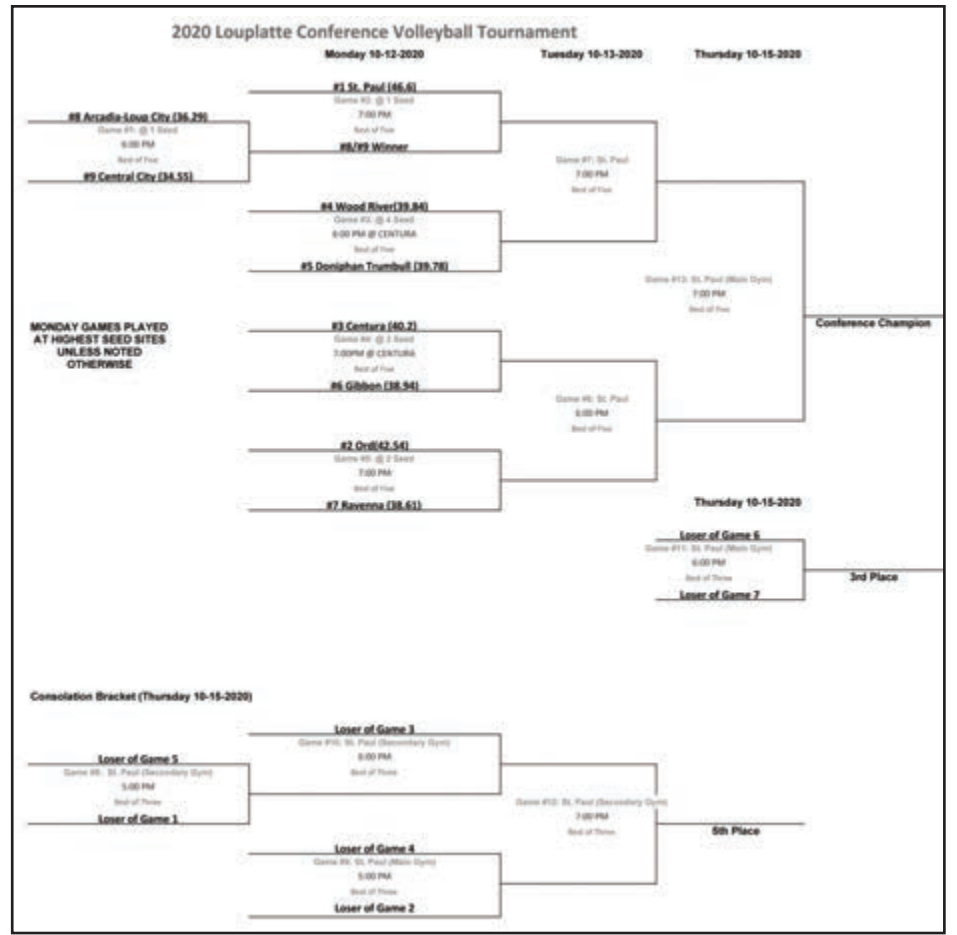 2020 Louplatte Conference Volleyball Tournament
Monday 10-12-2020
Tuesday 10-13-2020
Thursday 10-15-2020
#1 St. Paul (46.6)
Game #2: @ 1 Seed
7:00 PM
Best of Five
#8/#9 Winner
#8 Arcadia-Loup City (36.29)
Game #1: @ 1 Seed
6:00 PM
Best of Five
#9 Central City (34.55)
Game #7: St. Paul
7:00 PM
Best of Five
#4 Wood River(39.84)
Game #3: @ 4 Seed
6:00 PM @ CENTURA
Best of Five
#5 Doniphan Trumbull (39.78)
Game #13: St. Paul (Main Gym)
7:00 PM
Best of Five
Conference Champion
MONDAY GAMES PLAYED
AT HIGHEST SEED SITES
UNLESS NOTED
OTHERWISE
#3 Centura (40.2)
Game #4: @ 3 Seed
7:00PM @ CENTURA
Best of Five
#6 Gibbon (38.94)
Game #6: St. Paul
6:00 PM
Best of Five
#2 Ord(42.54)
Game #5: @ 2 Seed
7:00 PM
Best of Five
#7 Ravenna (38.61)
Thursday 10-15-2020
Loser of Game 6
Game #11: St. Paul (Main Gym)
6:00 PM
Best of Three
Loser of Game 7
3rd Place
Consolation Bracket (Thursday 10-15-2020)
Loser of Game 3
Game #10: St. Paul (Secondary Gym)
6:00 PM
Best of Three
Loser of Game 5
Game : St. Paul (Secondary Gym)
5:00 PM
Best of Three
Loser of Game 1
Game #12: St. Paul (Secondary Gym)
7:00 PM
Best of Three
5th Place
Loser of Game 4
Game #9: St. Paul (Main Gym)
5:00 PM
Best of Three
Loser of Game 2